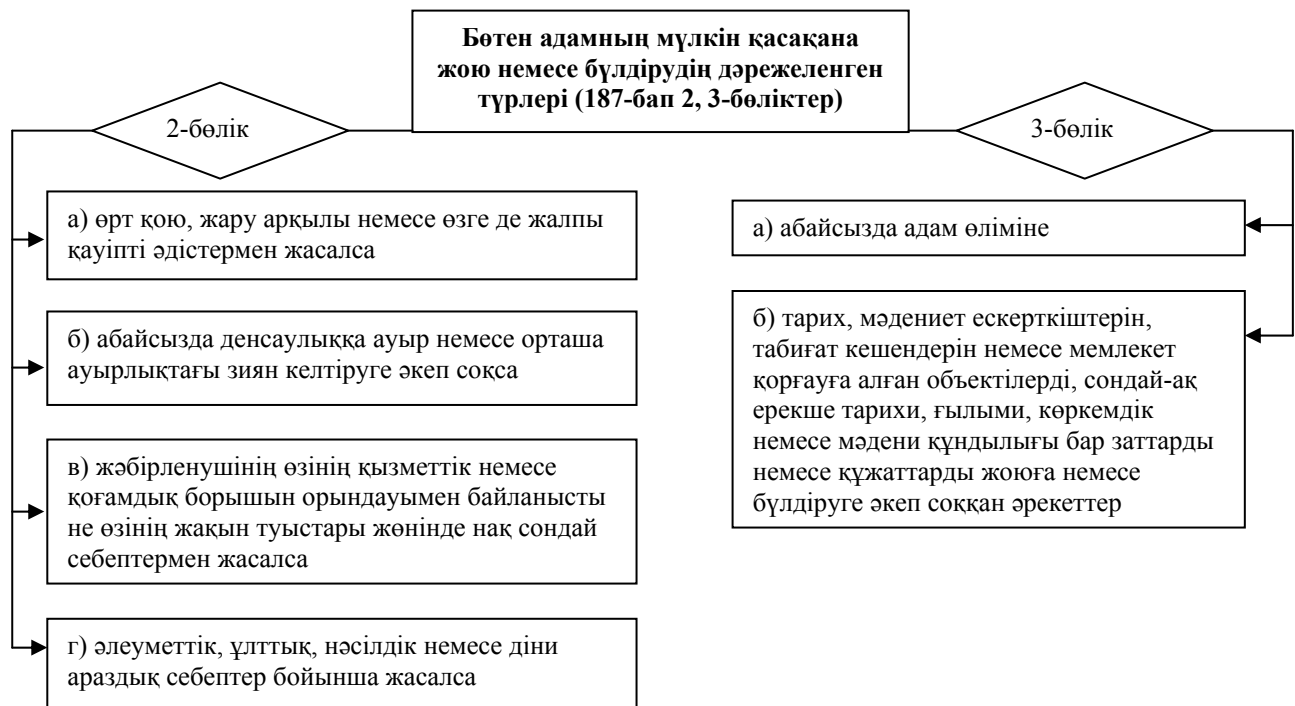 Бөтен адамның мүлкін қасақана
жою немесе бүлдірудің дәрежеленген
түрлері (187-бап 2, 3-бөліктер)
2-бөлік
3-бөлік
а) өрт қою, жару арқылы немесе өзге де жалпы
қауіпті әдістермен жасалса
б) абайсызда денсаулыққа ауыр немесе орташа
ауырлықтағы зиян келтіруге әкеп соқса
в) жәбірленушінің өзінің қызметтік немесе
қоғамдық борышын орындауымен байланысты
не өзінің жақын туыстары жөнінде нақ сондай
себептермен жасалса
г) әлеуметтік, ұлттық, нәсілдік немесе діни
араздық себептер бойынша жасалса
а) абайсызда адам өліміне
б) тарих, мәдениет ескерткіштерін,
табиғат кешендерін немесе мемлекет
қорғауға алған объектілерді, сондай-ақ
ерекше тарихи, ғылыми, көркемдік
немесе мәдени құндылығы бар заттарды
немесе құжаттарды жоюға немесе
бүлдіруге әкеп соққан әрекеттер